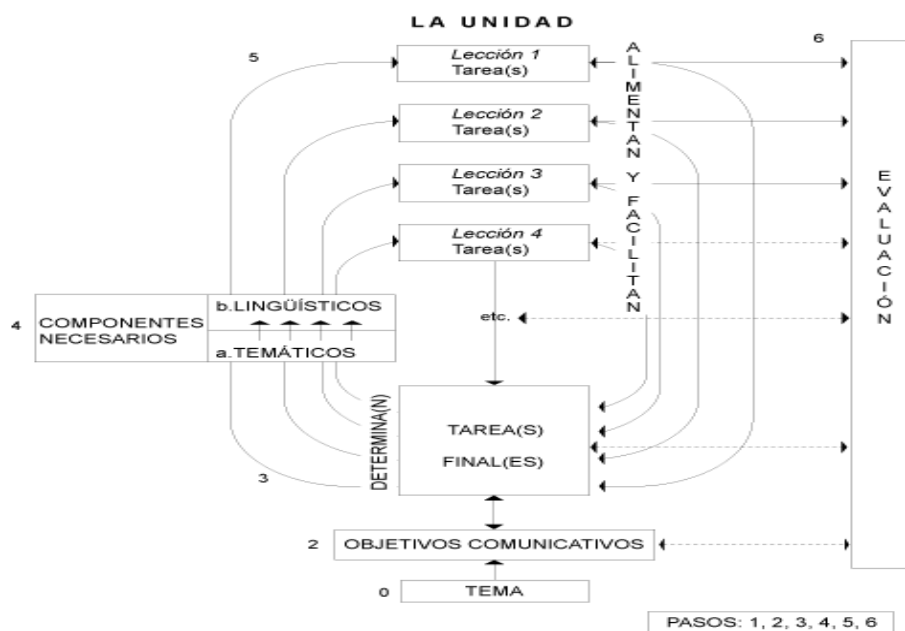 LA UNIDAD
5
6
Lección 1
Tarea(s)
Lección 2
Tarea(s)
Lección 3
Tarea(s)
Lección 4
Tarea(s)
ALIMENTAN Y FACILITAN
EVALUACIÓN
4
COMPONENTES
NECESARIOS
b.LINGÜÍSTICOS
a.TEMÁTICOS
etc.
3
DETERMINA(N)
TAREA(S)
FINAL(ES)
2
OBJETIVOS COMUNICATIVOS
0
TEMA
PASOS: 1, 2, 3, 4, 5, 6